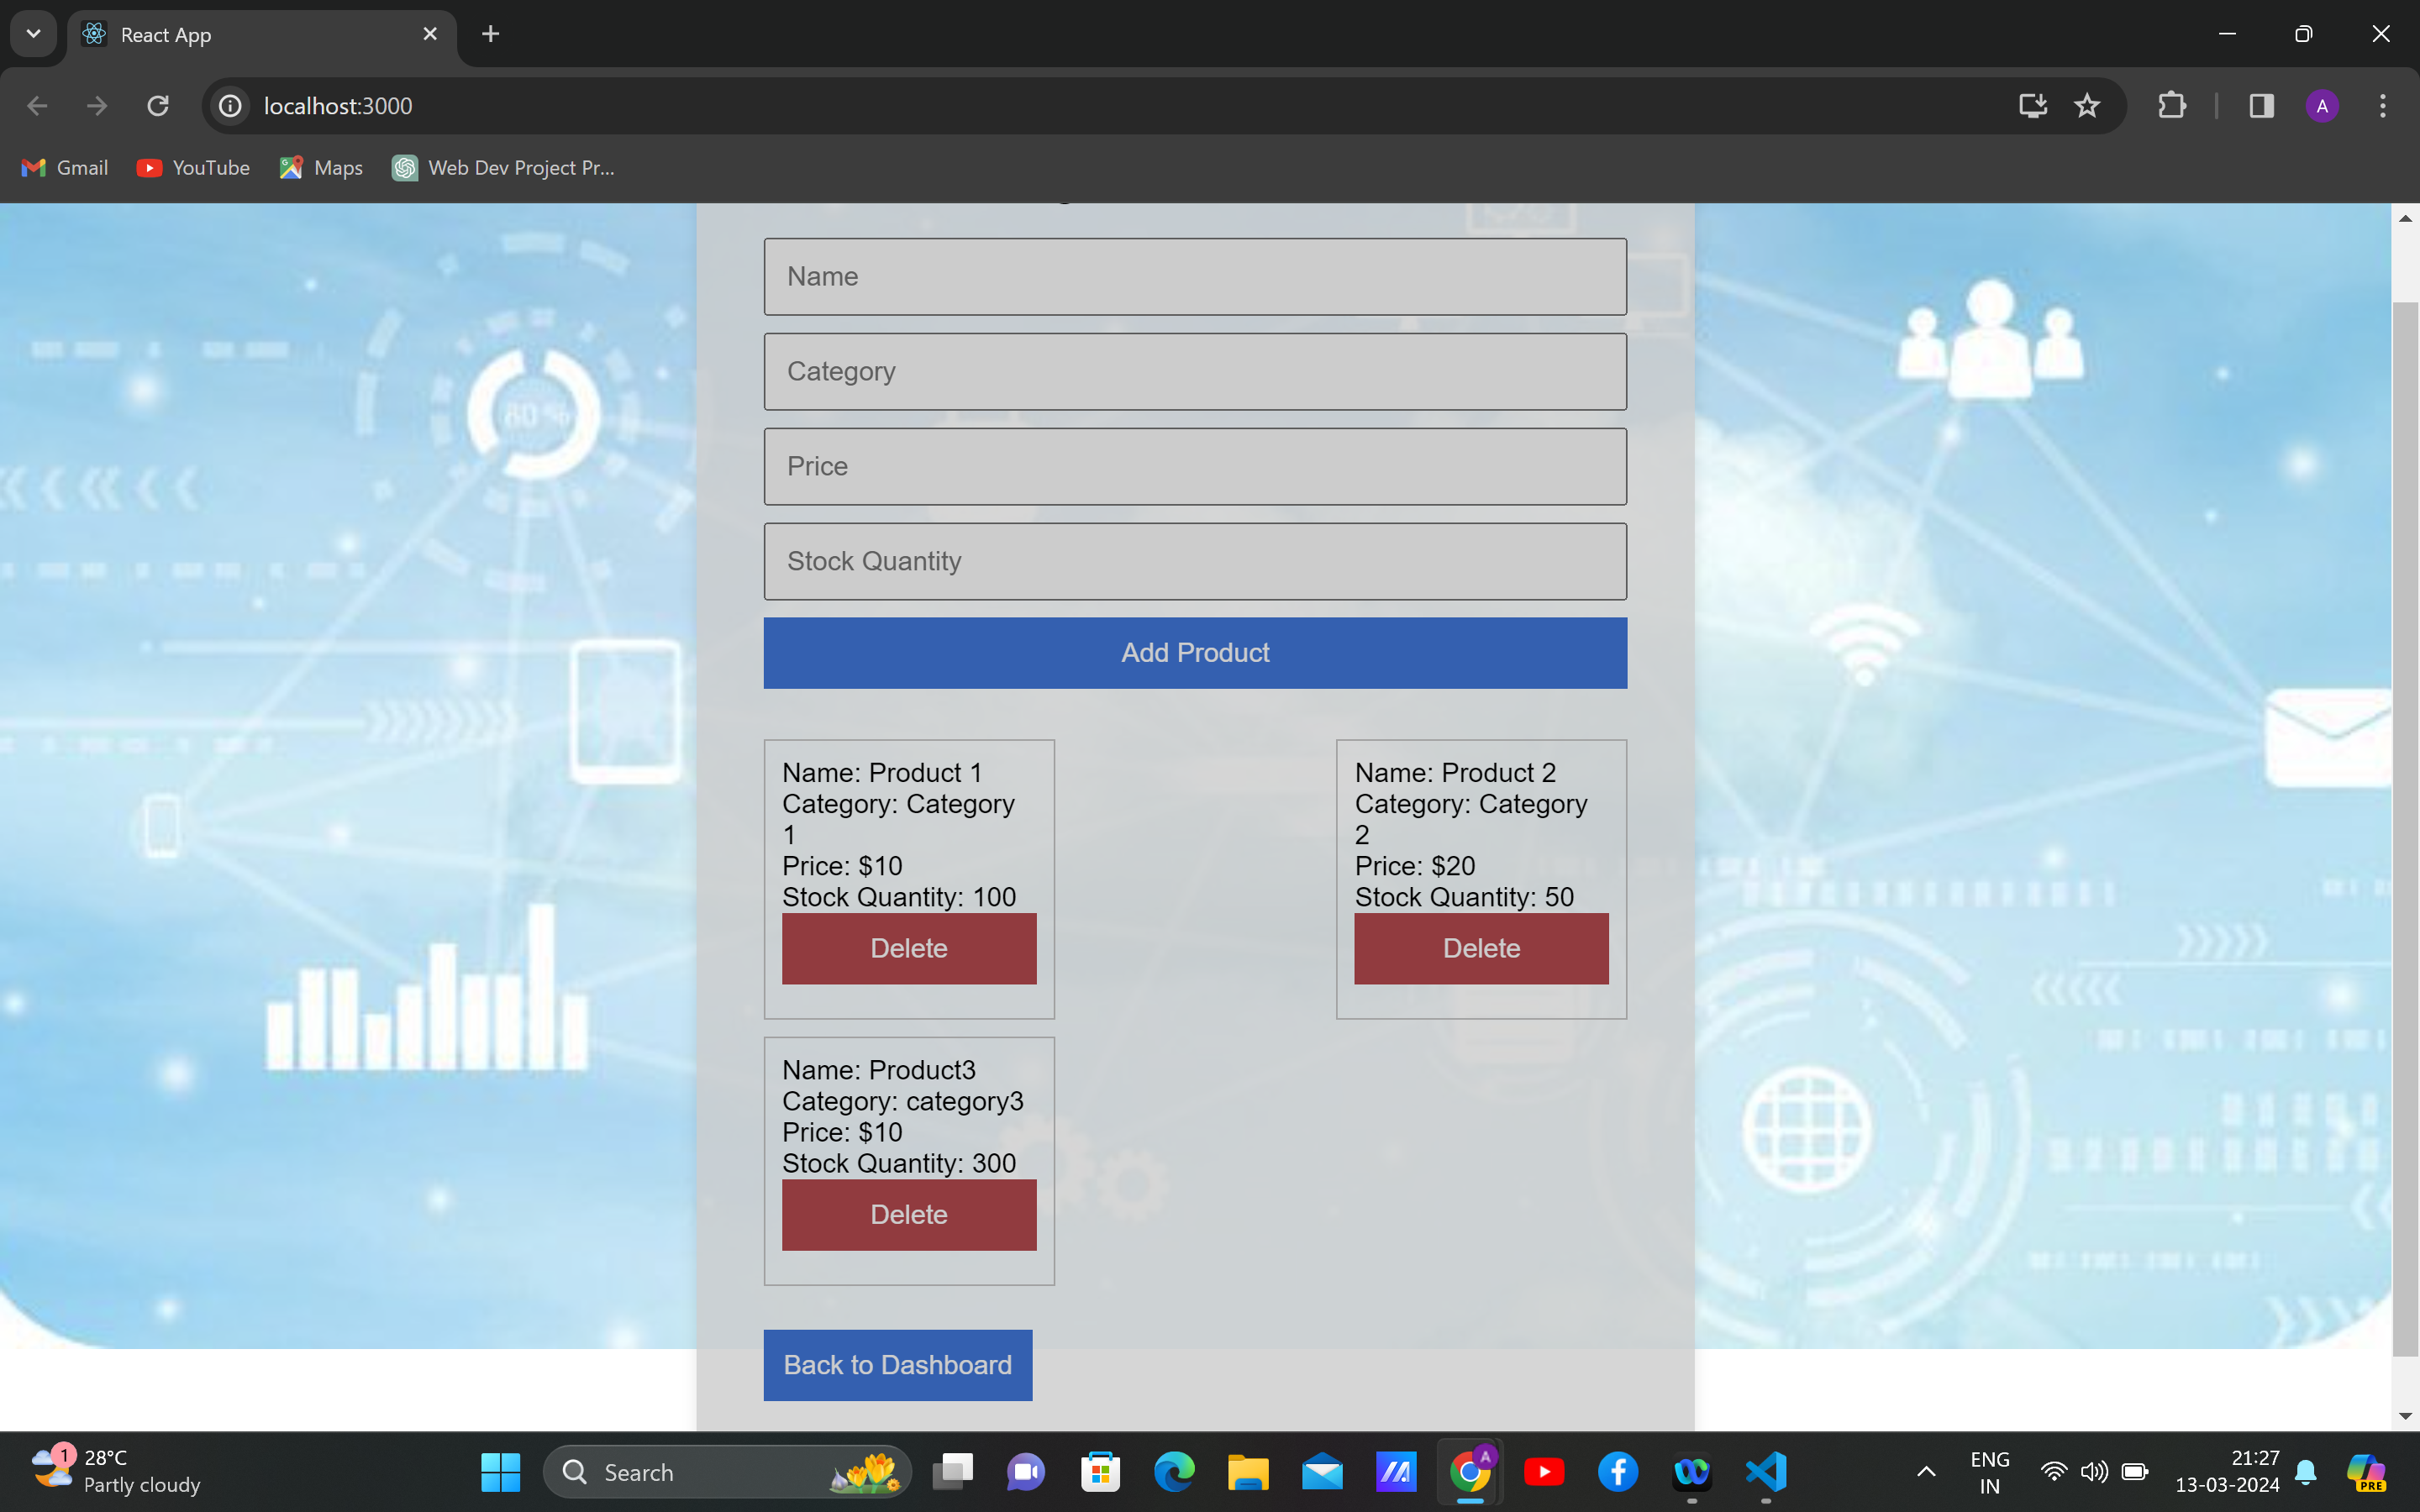 React App
localhost:3000
A
Gmail
YouTube
Maps
Web Dev Project Pr...
Name
Category
Price
Stock Quantity
Add Product
80 %
Name: Product 1
Category: Category
1
Price: $10
Stock Quantity: 100
Delete
Name: Product 2
Category: Category
2
Price: $20
Stock Quantity: 50
Delete
Name: Product3
Category: category3
Price: $10
Stock Quantity: 300
Delete
Back to Dashboard
1
28°C
Partly cloudy
Search
A
ENG
IN
21:27
13-03-2024
PRE